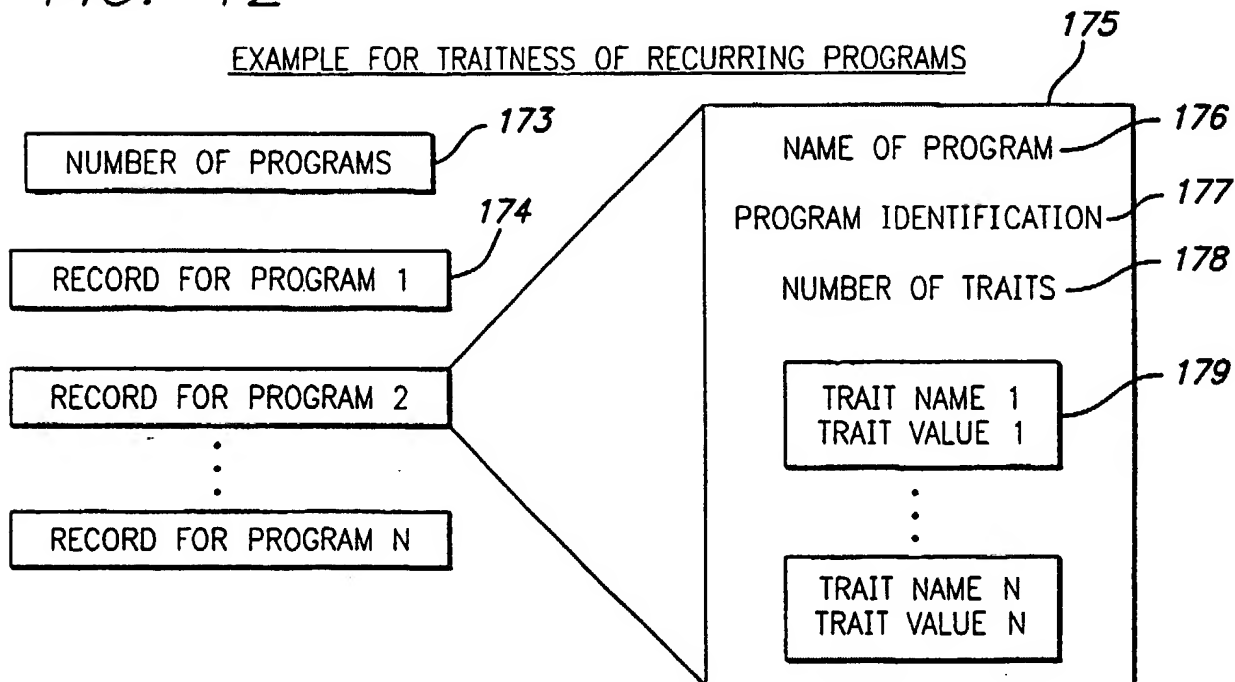 EXAMPLE FOR TRAITNESS OF RECURRING PROGRAMS
175
173
NUMBER OF PROGRAMS
174
RECORD FOR PROGRAM 1
RECORD FOR PROGRAM 2
RECORD FOR PROGRAM N
NAME OF PROGRAM
176
PROGRAM IDENTIFICATION
177
NUMBER OF TRAITS
178
TRAIT NAME 1
TRAIT VALUE 1
179
TRAIT NAME N
TRAIT VALUE N